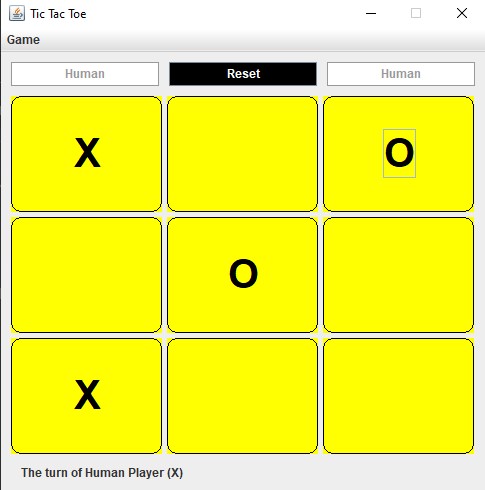 Tic Tac Toe
Game
Human Reset Human
X O
O
X
The turn of Human Player (X)